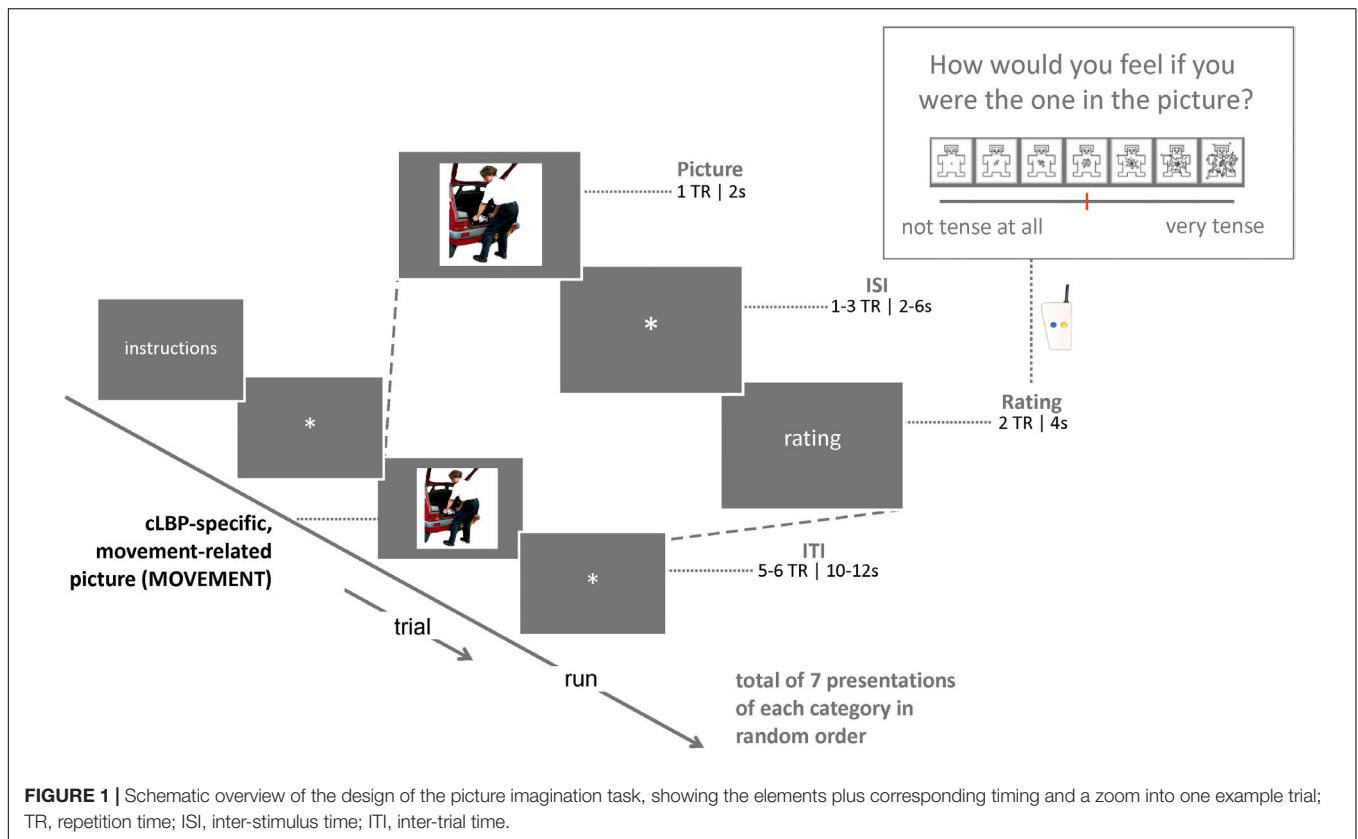 How would you feel if you
were the one in the picture?
not tense at all very tense
Picture
1 TR | 2s
ISI
1-3 TR | 2-6s
*
instructions
*
Rating
2 TR | 4s
rating
cLBP-specific,
movement-related
picture (MOVEMENT)
ITI
5-6 TR | 10-12s
*
trial
run
total of 7 presentations
of each category in
random order
FIGURE 1 | Schematic overview of the design of the picture imagination task, showing the elements plus corresponding timing and a zoom into one example trial;
TR, repetition time; ISI, inter-stimulus time; ITI, inter-trial time.